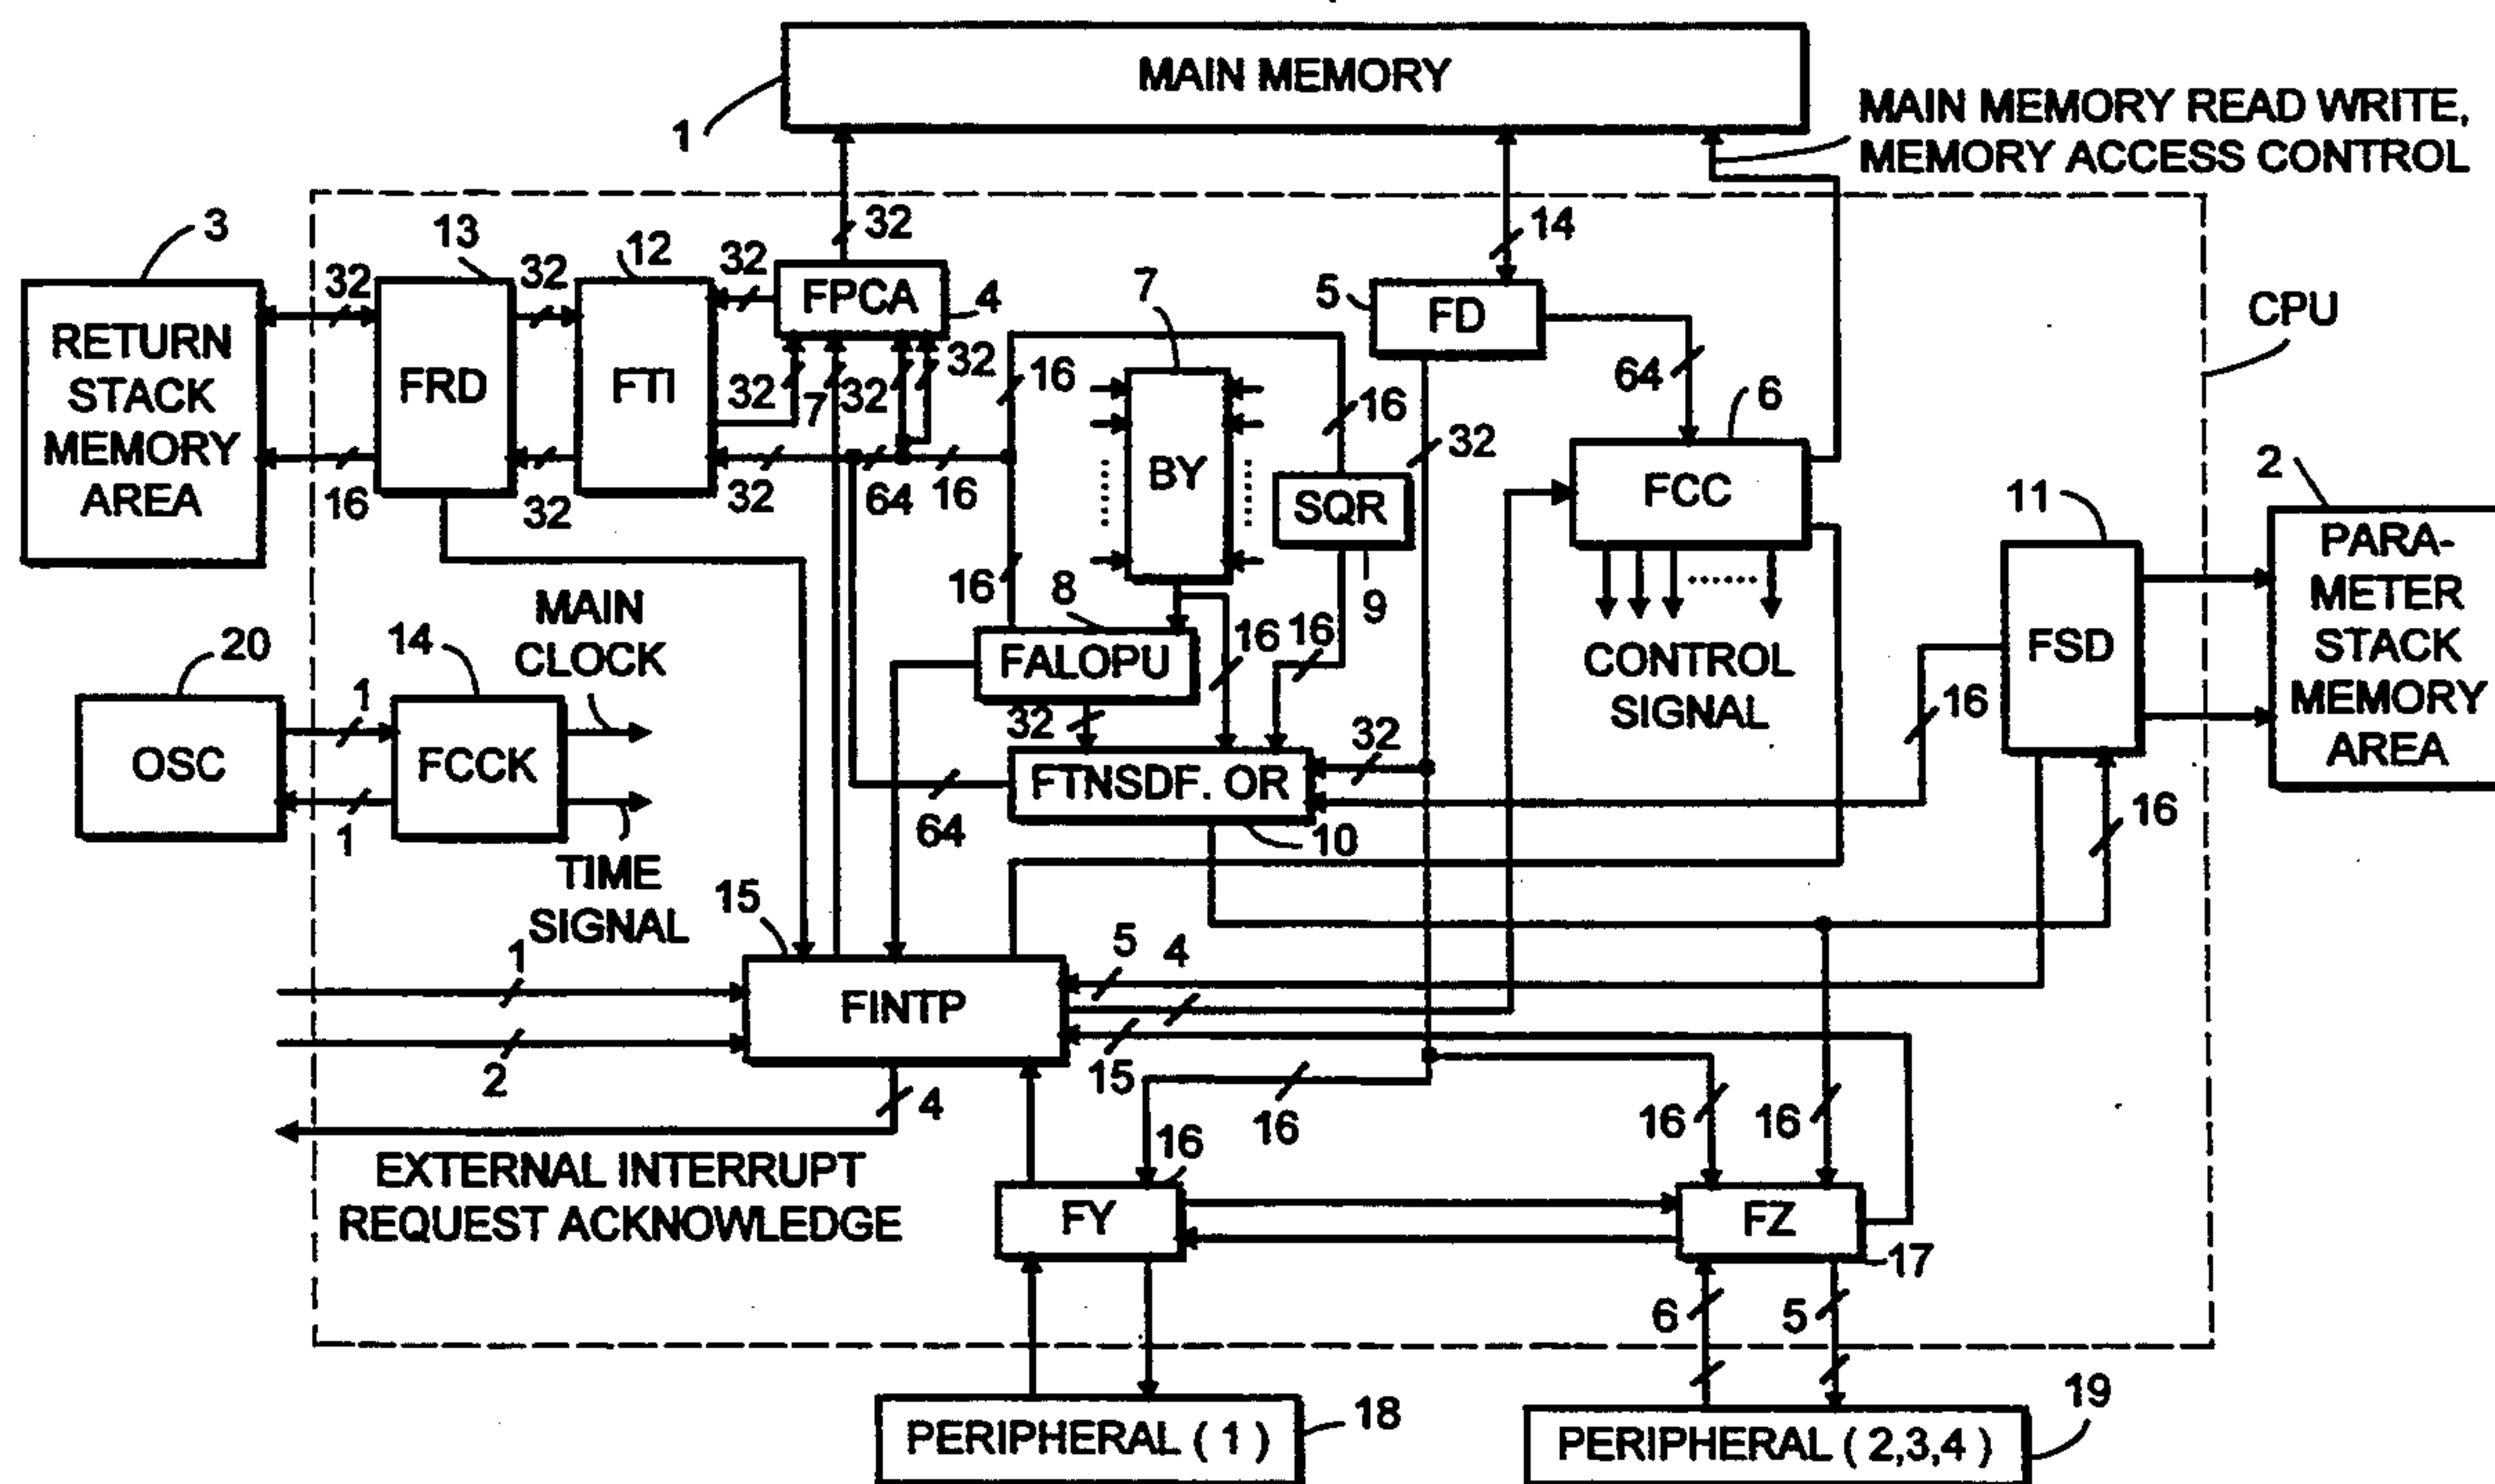 MAIN MEMORY
1
MAIN MEMORY READ WRITE,
MEMORY ACCESS CONTROL
3
13
12
32
14
CPU
32
32
32
FPCA
4
7
5
FD
RETURN
STACK
MEMORY
AREA
FRD
FTI
32
7
32
32
16
BY
16
64
6
32
SQR
FCC
16
32
32
64
16
11
2
PARA-
METER
STACK
MEMORY
AREA
16
8
9
16
16
FALOPU
CONTROL
SIGNAL
FSD
16
MAIN
CLOCK
20
14
1
OSC
FCCK
1
32
32
FTNSDF. OR
64
10
16
TIME
SIGNAL
15
1
2
FINTP
5
4
15
4
16
16
16
16
EXTERNAL INTERRUPT
REQUEST ACKNOWLEDGE
FY
FZ
17
6
5
PERIPHERAL ( 1 )
18
PERIPHERAL ( 2,3,4 )
19